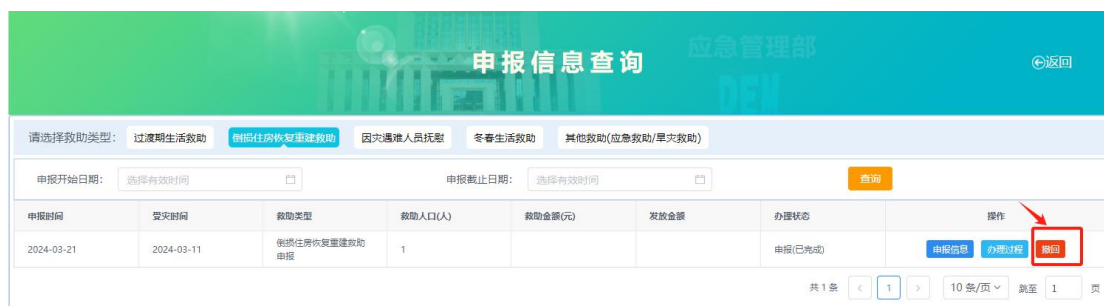 应急管理部
申报信息查询
返回
DEM
请选择救助类型： 过渡期生活救助 倒损住房恢复重建救助 因灾遇难人员抚慰 冬春生活救助 其他救助(应急救助/旱灾救助)
申报开始日期： 选择有效时间 申报截止日期： 选择有效时间 查询
申报时间 受灾时间 救助类型 救助人口(人) 救助金额(元) 发放金额 办理状态 操作
2024-03-21 2024-03-11 倒损住房恢复重建救助 1 申报(已完成) 申报信息 办理过程 撤回
申报
共 1 条 < 1 > 10 条/页 跳至 1 页